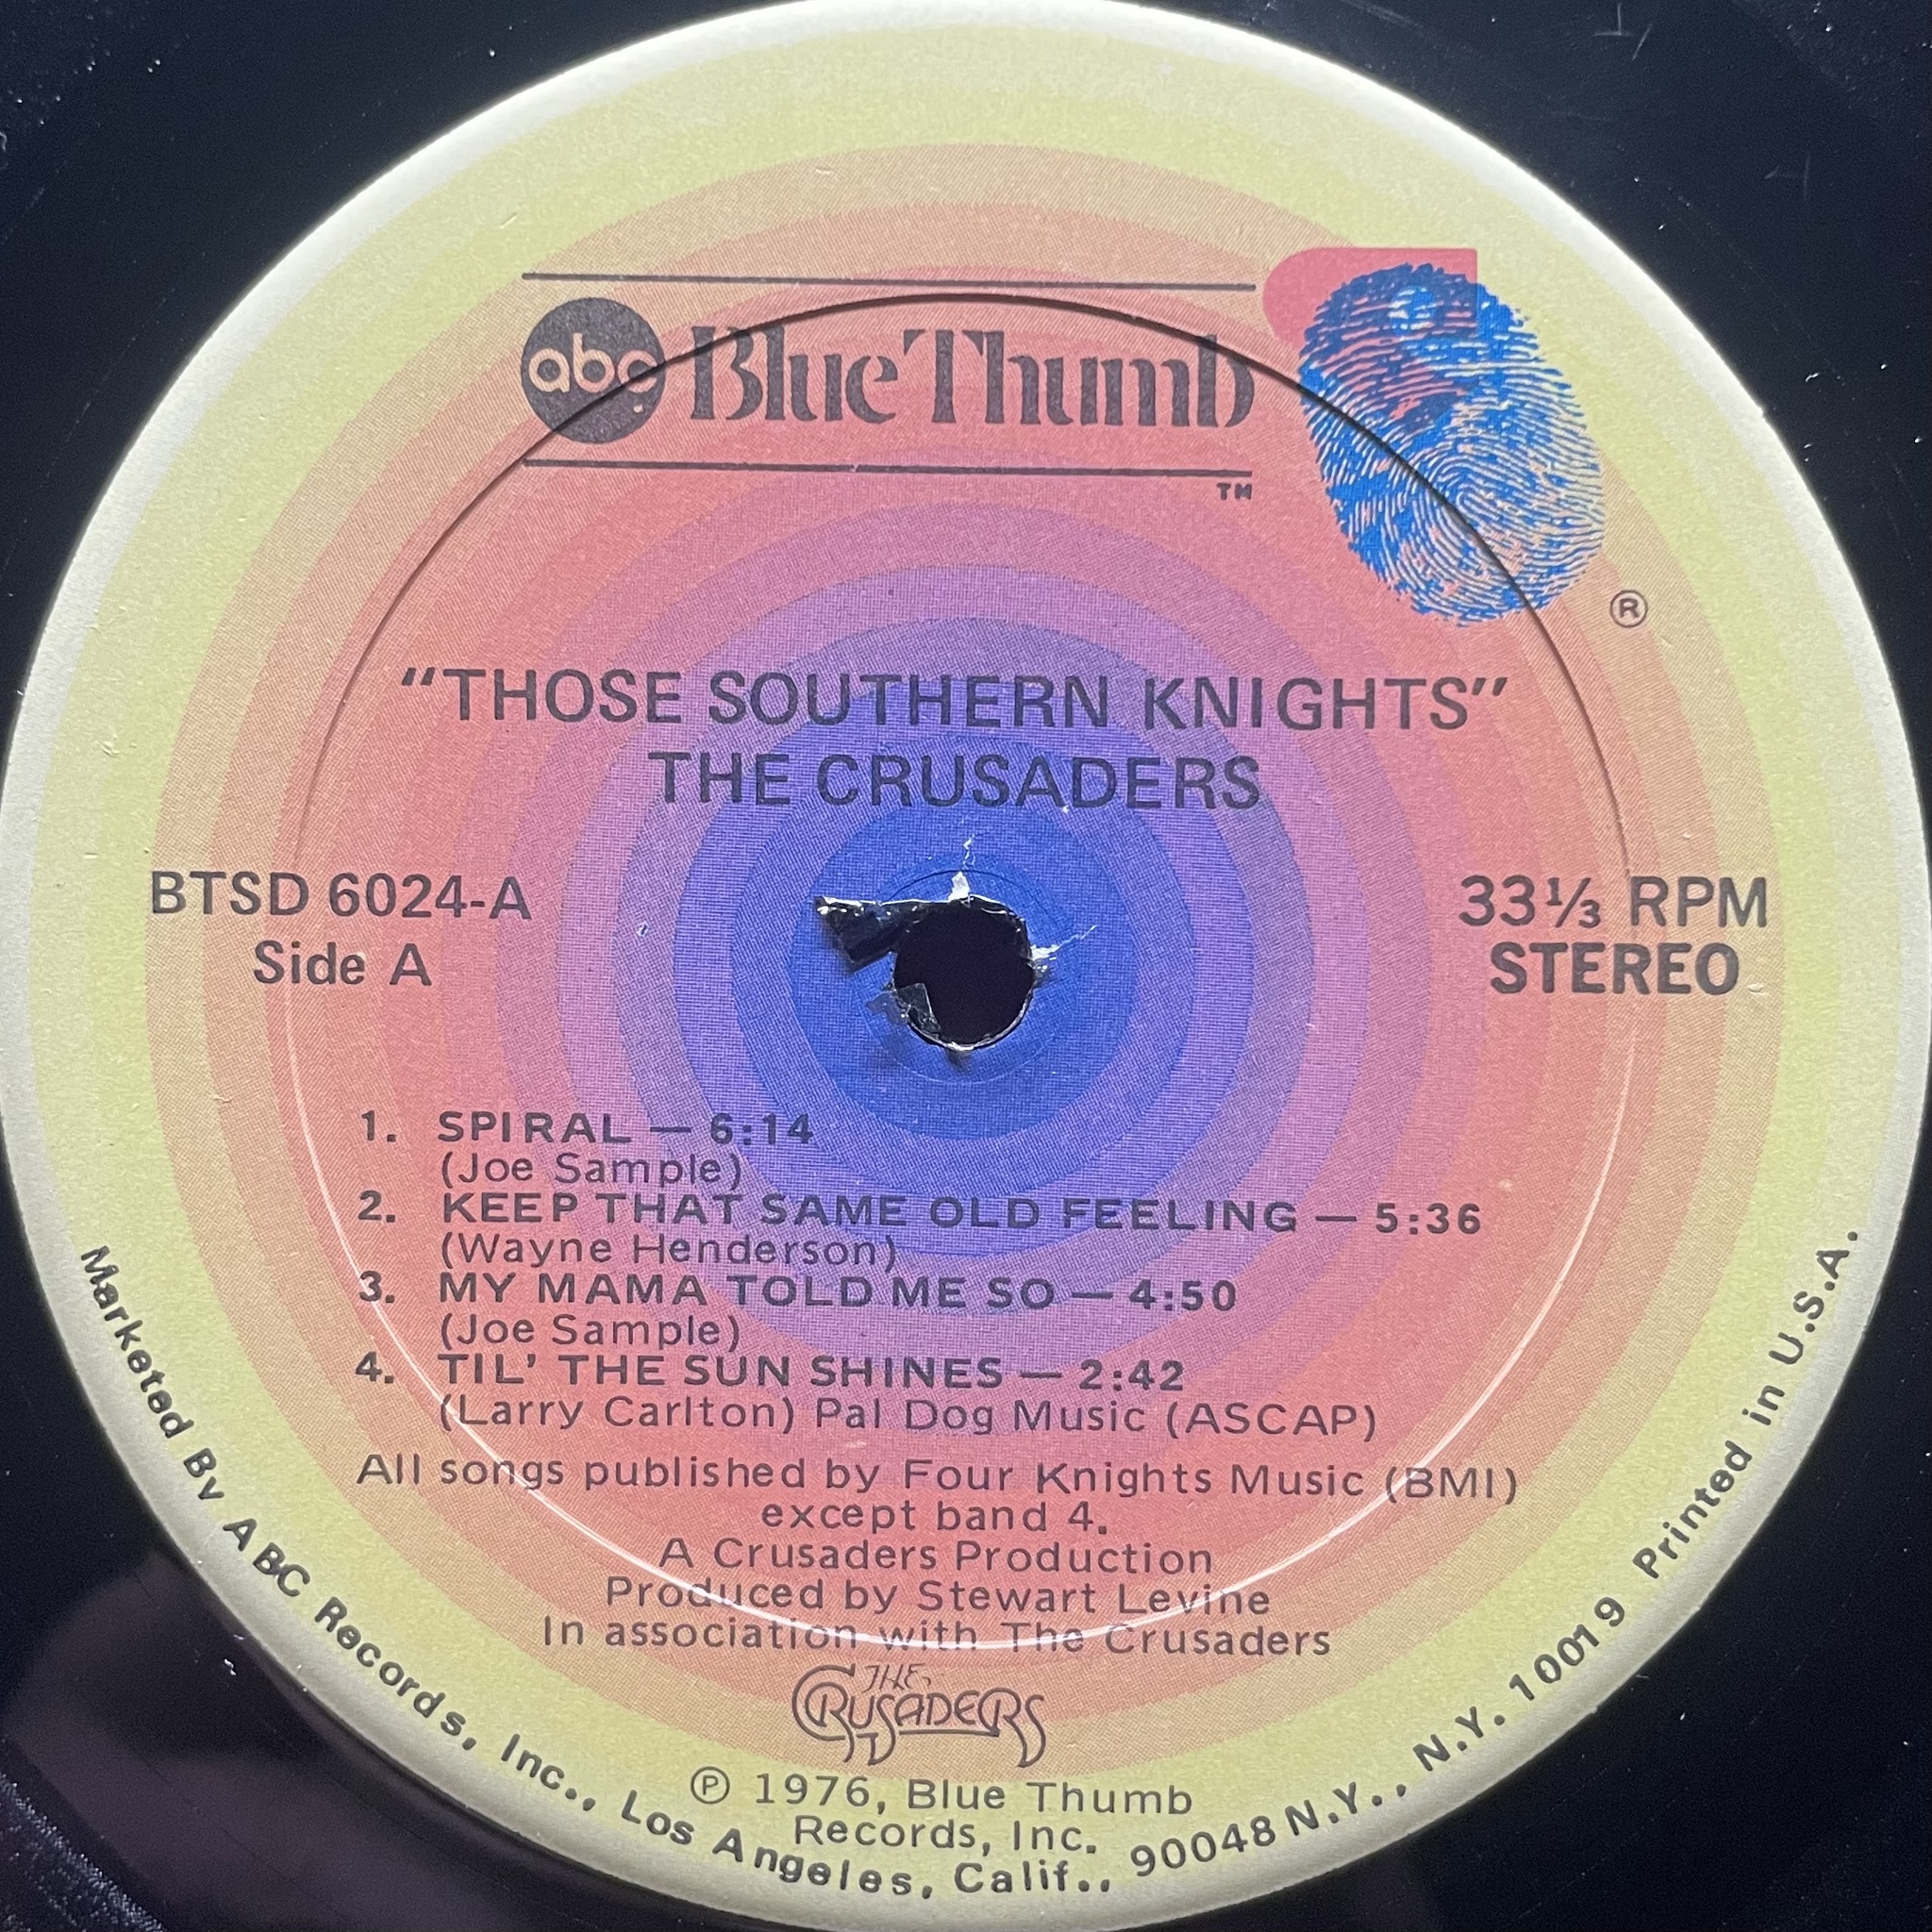 abc Blue Thumb
TM
®
“THOSE SOUTHERN KNIGHTS”
THE CRUSADERS
BTSD 6024-A
Side A
33⅓ RPM
STEREO
1. SPIRAL — 6:14
(Joe Sample)
2. KEEP THAT SAME OLD FEELING — 5:36
(Wayne Henderson)
3. MY MAMA TOLD ME SO — 4:50
(Joe Sample)
4. TIL’ THE SUN SHINES — 2:42
(Larry Carlton) Pal Dog Music (ASCAP)
All songs published by Four Knights Music (BMI)
except band 4.
A Crusaders Production
Produced by Stewart Levine
In association with The Crusaders
THE
CRUSADERS
℗ 1976, Blue Thumb
Records, Inc.
Marketed By ABC Records, Inc., Los Angeles, Calif., 90048 N.Y., N.Y. 10019 Printed in U.S.A.